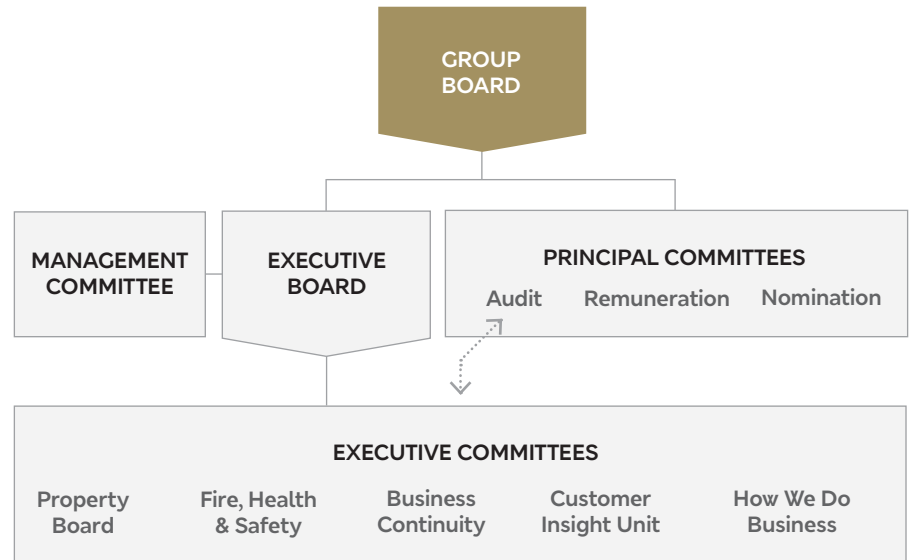 GROUP
BOARD
MANAGEMENT
COMMITTEE
EXECUTIVE
BOARD
PRINCIPAL COMMITTEES
Audit Remuneration Nomination
EXECUTIVE COMMITTEES
Property
Board
Fire, Health
& Safety
Business
Continuity
Customer
Insight Unit
How We Do
Business